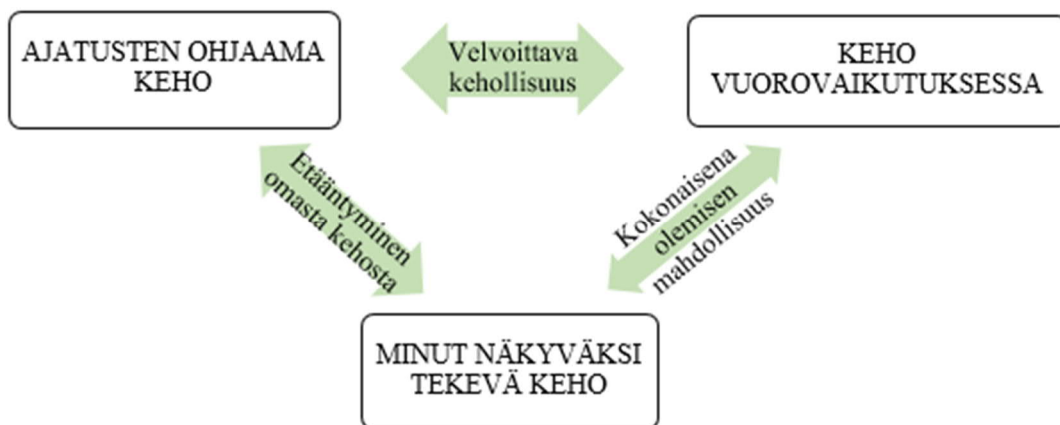 AJATUSTEN OHJAAMA
KEHO
Velvoittava
kehollisuus
KEHO
VUOROVAIKUTUKSESSA
Etääntyminen
omasta kehosta
Kokonaisena
olemisen
mahdollisuus
MINUT NÄKYVÄKSI
TEKEVÄ KEHO